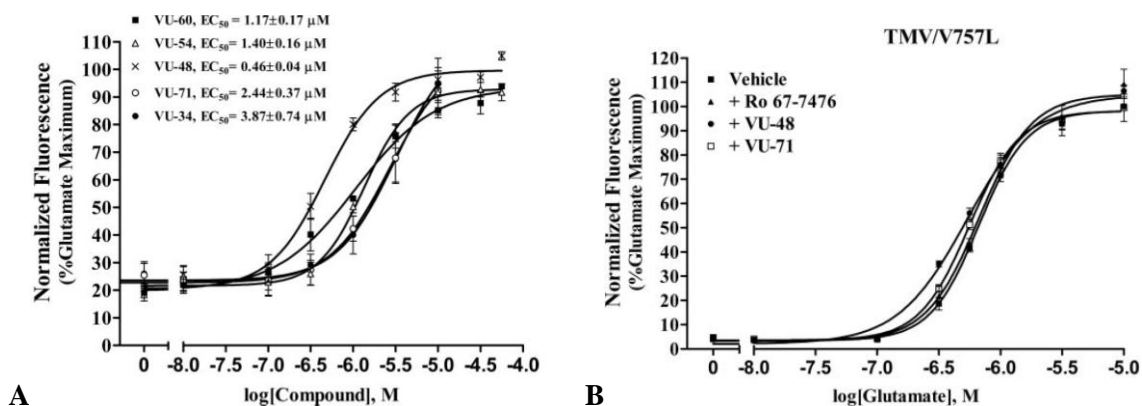 VU-60, EC50= 1.17±0.17 μM
VU-54, EC50= 1.40±0.16 μM
VU-48, EC50= 0.46±0.04 μM
VU-71, EC50= 2.44±0.37 μM
VU-34, EC50= 3.87±0.74 μM
Normalized Fluorescence
(%Glutamate Maximum)
110
100
90
80
70
60
50
40
30
20
10
0
0 -8.0 -7.0 -6.5 -6.0 -5.5 -5.0 -4.5 -4.0
log[Compound], M
A
TMV/V757L
Vehicle
+ Ro 67-7476
+ VU-48
+ VU-71
Normalized Fluorescence
(%Glutamate Maximum)
120
110
100
90
80
70
60
50
40
30
20
10
0
0 -8.0 -7.5 -7.0 -6.5 -6.0 -5.5 -5.0
log[Glutamate], M
B